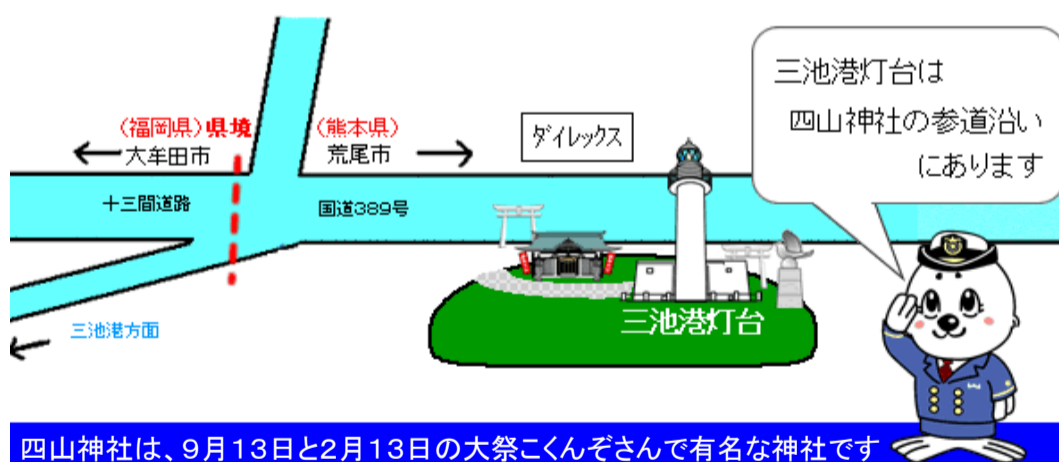 三池港灯台は
四山神社の参道沿い
にあります
(福岡県)県境
(熊本県)
大牟田市
荒尾市
ダイレックス
十三間道路
国道389号
三池港灯台
三池港方面
四山神社は、9月13日と2月13日の大祭こくんぞさんで有名な神社です